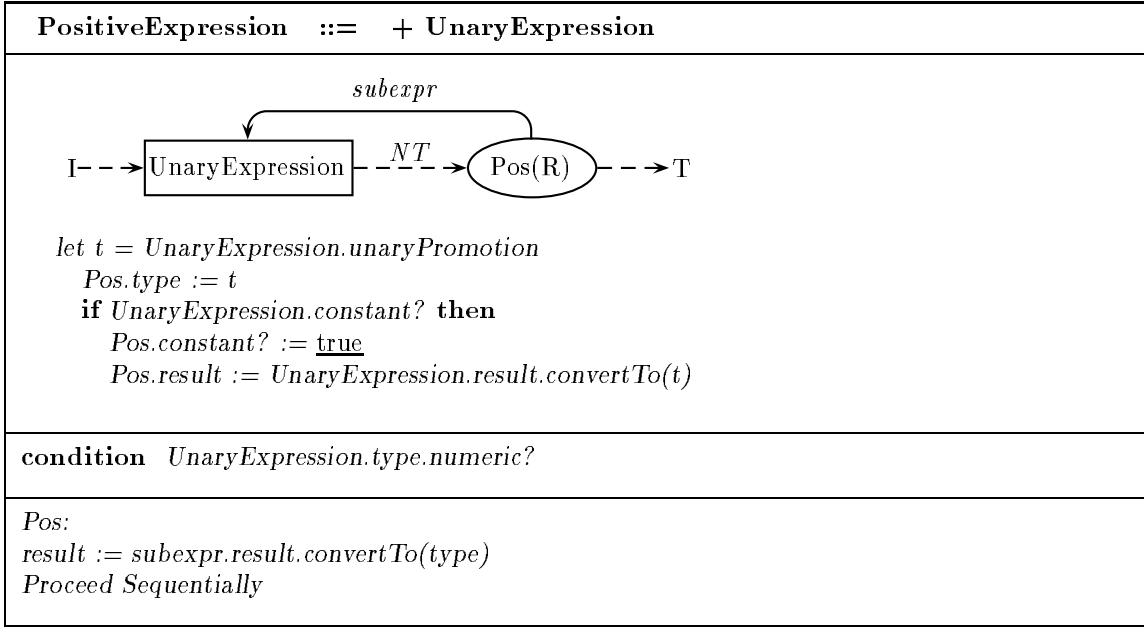 PositiveExpression ::= + UnaryExpression
subexpr
I UnaryExpression NT Pos(R) T
let t = UnaryExpression.unaryPromotion
Pos.type := t
if UnaryExpression.constant? then
Pos.constant? := true
Pos.result := UnaryExpression.result.convertTo(t)
condition UnaryExpression.type.numeric?
Pos:
result := subexpr.result.convertTo(type)
Proceed Sequentially